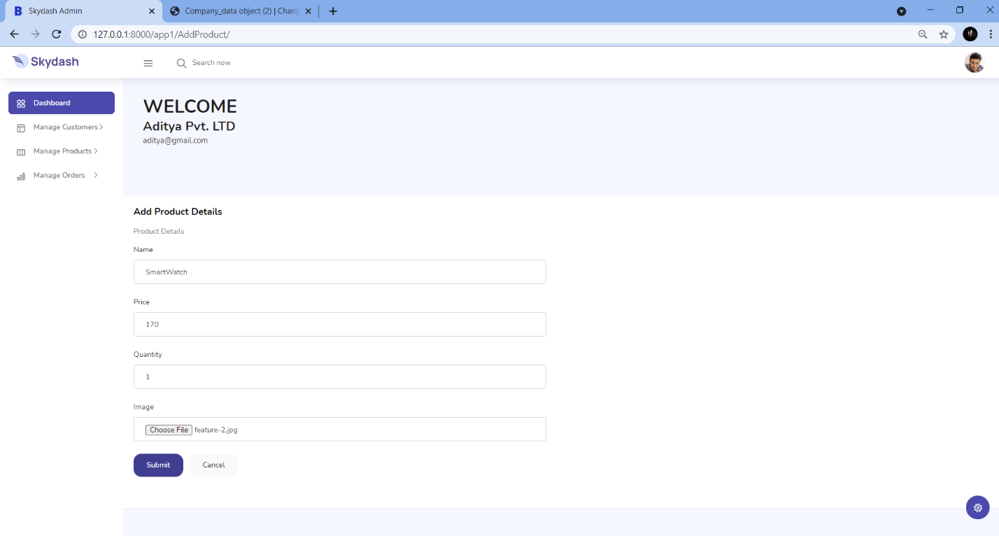 Skydash Admin
Company_data object (2) | Chang
127.0.0.1:8000/app1/AddProduct/
Skydash
Search now
Dashboard
Manage Customers
Manage Products
Manage Orders
WELCOME
Aditya Pvt. LTD
aditya@gmail.com
Add Product Details
Product Details
Name
SmartWatch
Price
170
Quantity
1
Image
Choose File feature-2.jpg
Submit Cancel